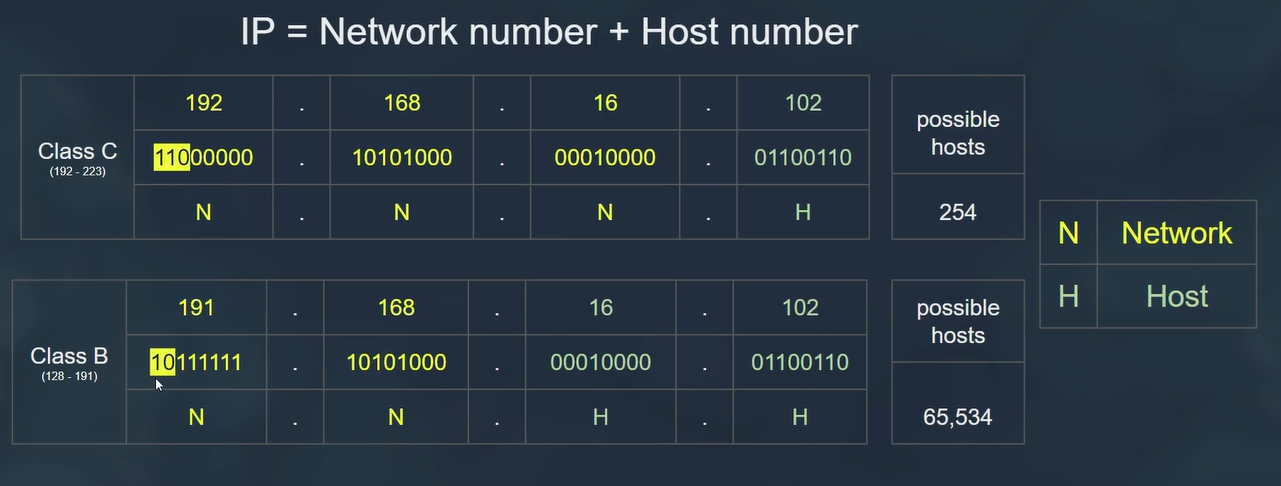 IP = Network number + Host number
Class C
(192 - 223)
192 . 168 . 16 . 102
11000000 . 10101000 . 00010000 . 01100110
N . N . N . H
possible
hosts
254
N Network
H Host
Class B
(128 - 191)
191 . 168 . 16 . 102
10111111 . 10101000 . 00010000 . 01100110
N . N . H . H
possible
hosts
65,534